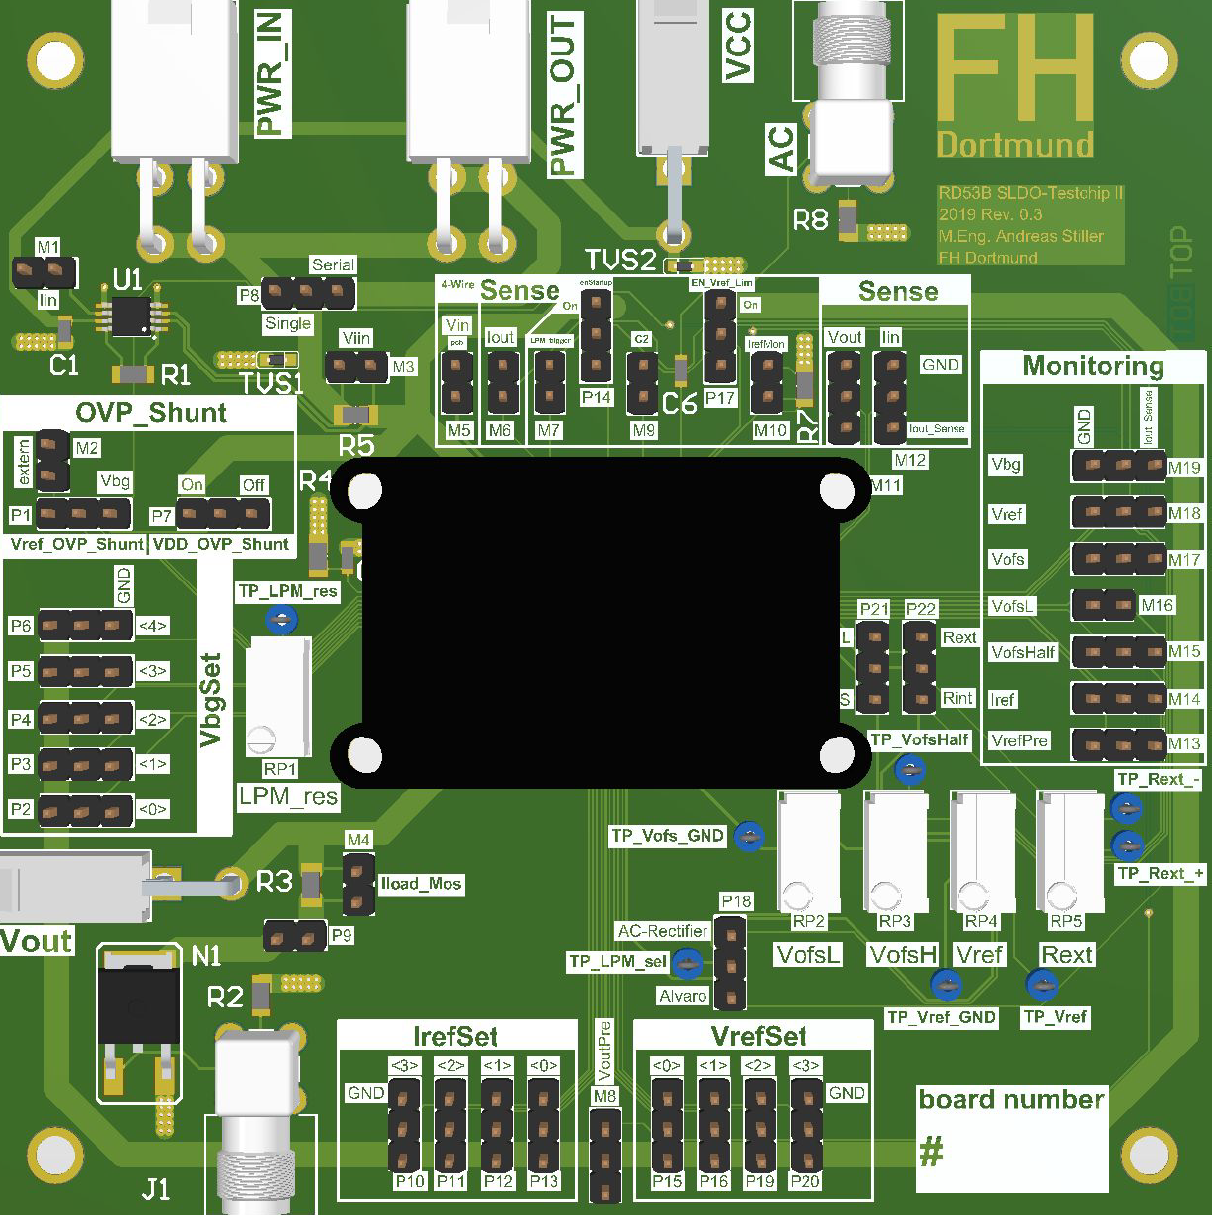 PWR_IN
PWR_OUT
VCC
AC
FH
Dortmund
RD53B SLDO-Testchip II
2019 Rev. 0.3
M.Eng. Andreas Stiller
FH Dortmund
TOP
R8
M1
Iin
U1
C1
R1
P8
Serial
Single
TVS1
TVS2
Viin
M3
R5
4-Wire Sense
Vin
pcb
Iout
LPM trigger
On
enStartup
C2
EN_Vref_Lim
On
IrefMon
M5
M6
M7
P14
M9
C6
P17
M10
R7
Sense
Vout
Iin
GND
Iout_Sense
M12
M11
Monitoring
GND
Iout_Sense
Vbg
M19
Vref
M18
Vofs
M17
VofsL
M16
VofsHalf
M15
Iref
M14
VrefPre
M13
OVP_Shunt
extern
M2
Vbg
On
Off
P1
P7
Vref_OVP_Shunt
VDD_OVP_Shunt
R4
GND
P6
<4>
P5
<3>
P4
<2>
P3
<1>
P2
<0>
VbgSet
TP_LPM_res
RP1
LPM_res
P21
P22
L
Rext
S
Rint
TP_VofsHalf
TP_Rext_-
TP_Vofs_GND
TP_Rext_+
RP2
RP3
RP4
RP5
VofsL
VofsH
Vref
Rext
TP_Vref_GND
TP_Vref
P18
AC-Rectifier
TP_LPM_sel
Alvaro
M4
R3
Iload_Mos
P9
Vout
N1
R2
J1
IrefSet
<3>
<2>
<1>
<0>
GND
P10
P11
P12
P13
VoutPre
M8
VrefSet
<0>
<1>
<2>
<3>
GND
P15
P16
P19
P20
board number
#